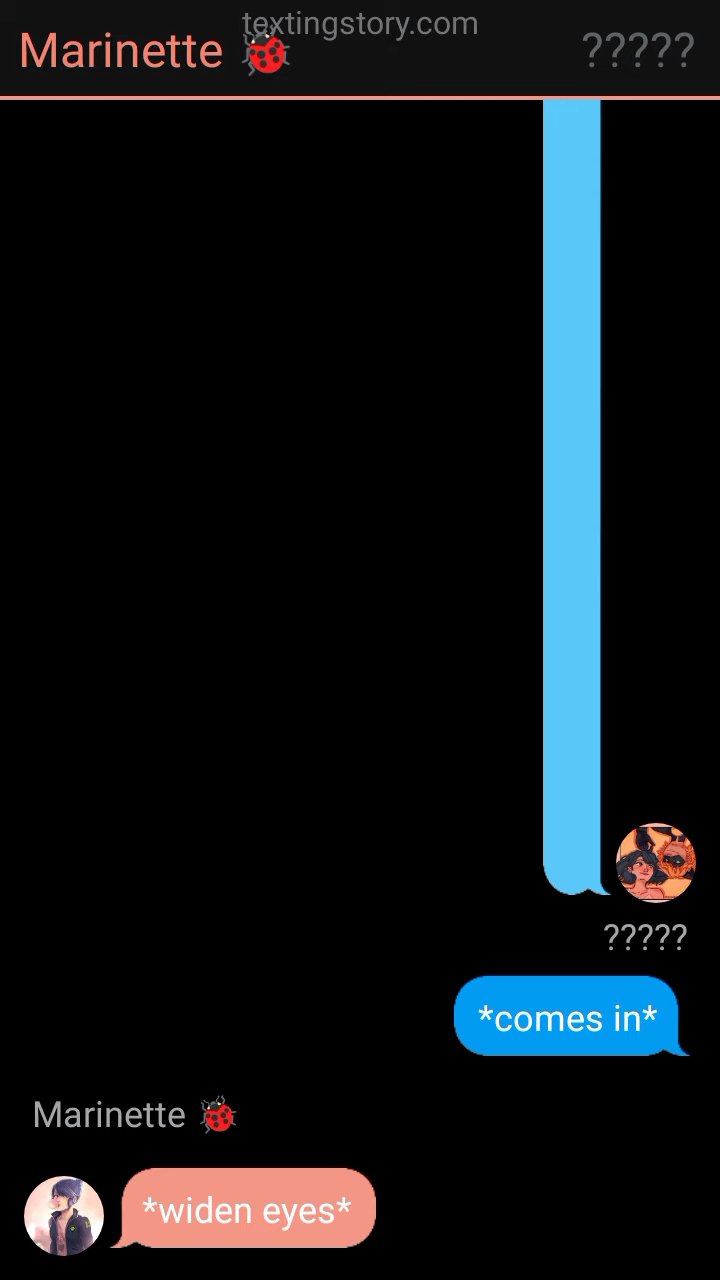 textingstory.com
Marinette 🐞 ?????
?????
*comes in*
Marinette 🐞
*widen eyes*